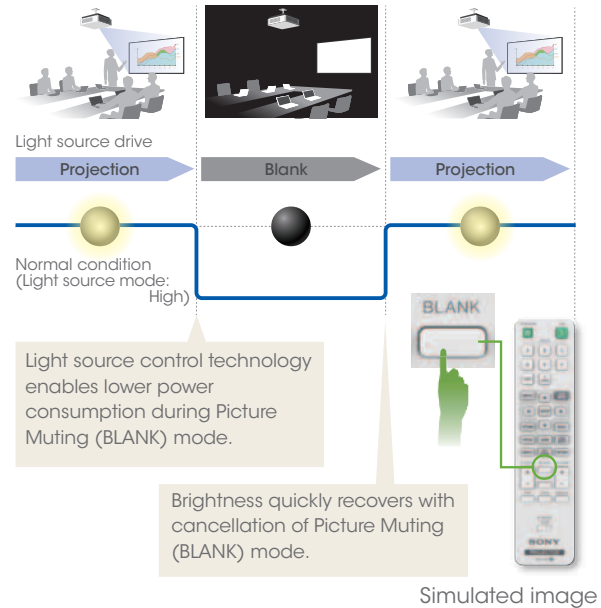 Light source drive
Projection
Blank
Projection
Normal condition
(Light source mode:
High)
BLANK
Light source control technology
enables lower power
consumption during Picture
Muting (BLANK) mode.
Brightness quickly recovers with
cancellation of Picture Muting
(BLANK) mode.
SONY
PROJECTOR
Simulated image